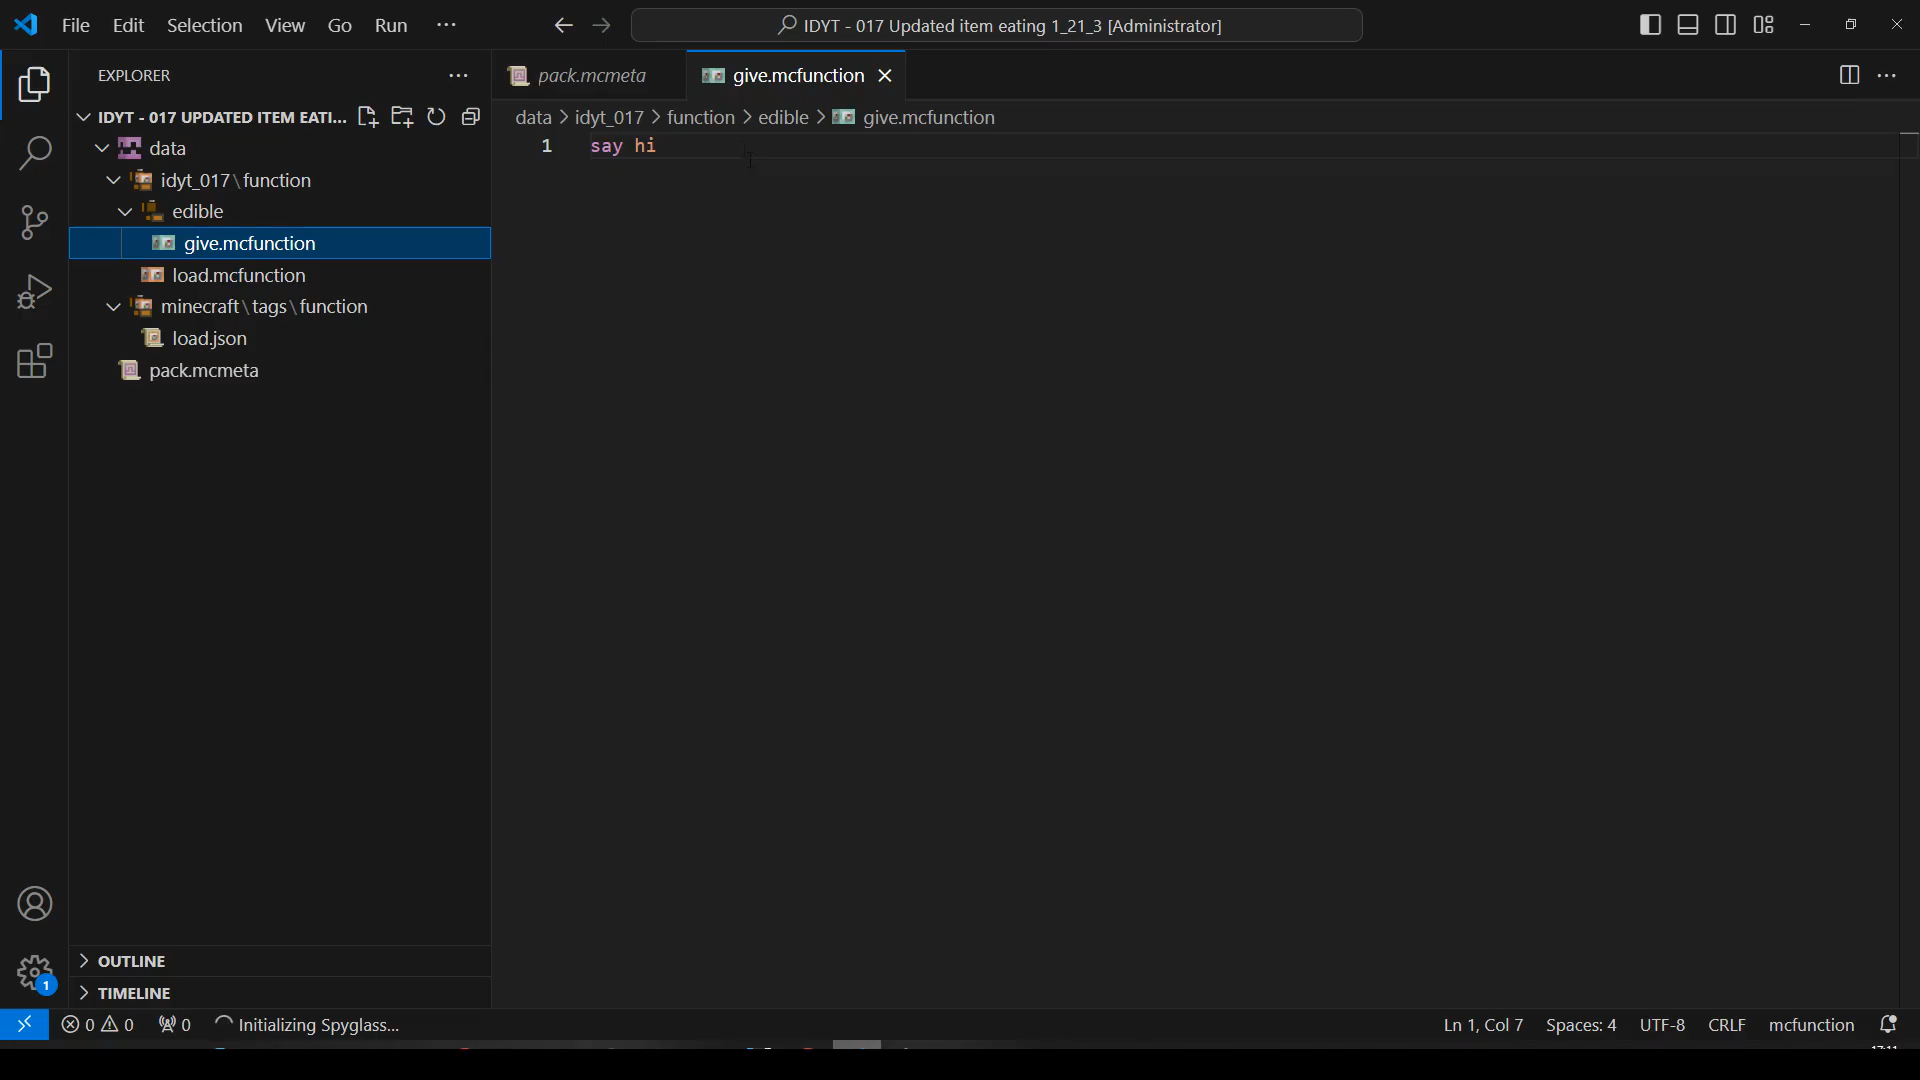 File Edit Selection View Go Run ··· IDYT - 017 Updated item eating 1_21_3 [Administrator]
EXPLORER
IDYT - 017 UPDATED ITEM EATI...
data
idyt_017\function
edible
give.mcfunction
load.mcfunction
minecraft\tags\function
load.json
pack.mcmeta
OUTLINE
TIMELINE
pack.mcmeta give.mcfunction
data > idyt_017 > function > edible > give.mcfunction
1 say hi
1
0 0 0 Initializing Spyglass... Ln 1, Col 7 Spaces: 4 UTF-8 CRLF mcfunction